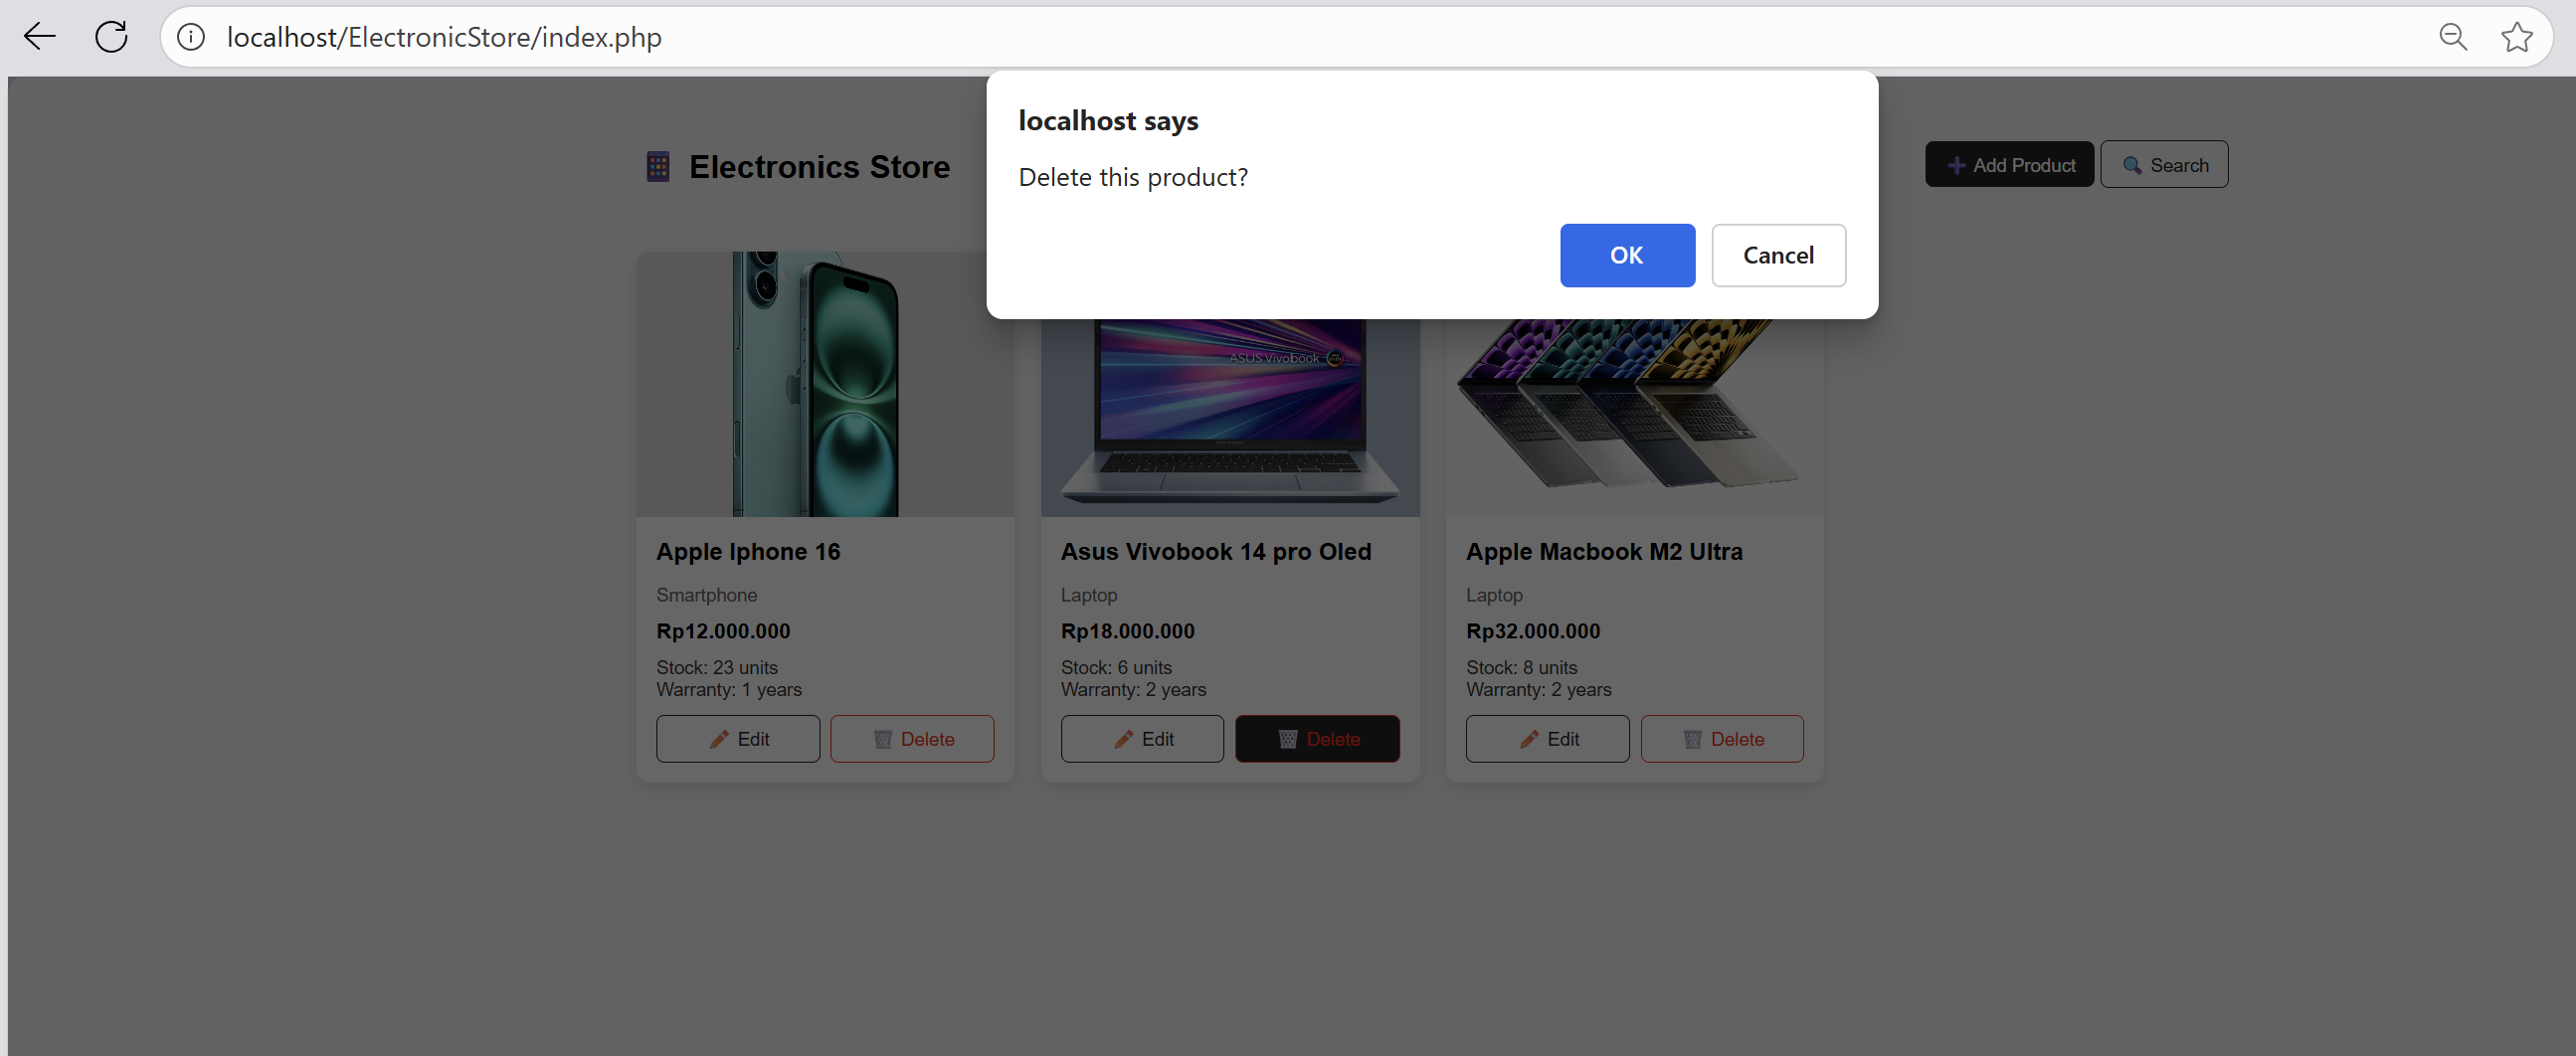 localhost/ElectronicStore/index.php
localhost says
Delete this product?
OK Cancel
Electronics Store
Add Product Search
ASUS Vivobook
Apple Iphone 16
Smartphone
Rp12.000.000
Stock: 23 units
Warranty: 1 years
Edit Delete
Asus Vivobook 14 pro Oled
Laptop
Rp18.000.000
Stock: 6 units
Warranty: 2 years
Edit Delete
Apple Macbook M2 Ultra
Laptop
Rp32.000.000
Stock: 8 units
Warranty: 2 years
Edit Delete